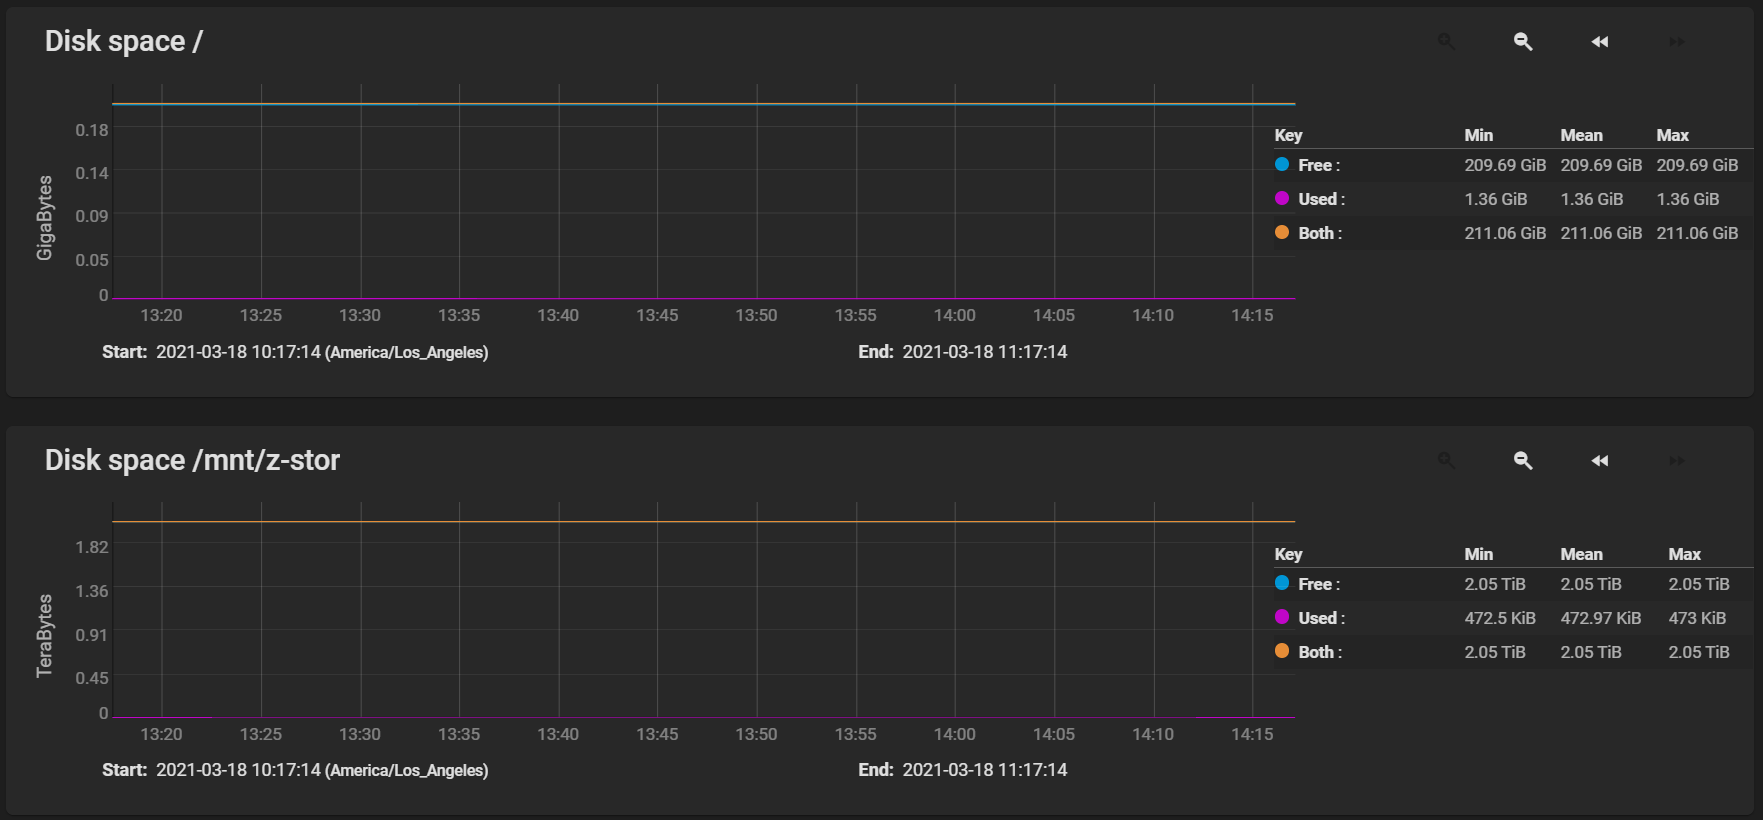 Disk space /
GigaBytes
0.18
0.14
0.09
0.05
0
13:20 13:25 13:30 13:35 13:40 13:45 13:50 13:55 14:00 14:05 14:10 14:15
Start: 2021-03-18 10:17:14 (America/Los_Angeles) End: 2021-03-18 11:17:14
Key Min Mean Max
Free : 209.69 GiB 209.69 GiB 209.69 GiB
Used : 1.36 GiB 1.36 GiB 1.36 GiB
Both : 211.06 GiB 211.06 GiB 211.06 GiB
Disk space /mnt/z-stor
TeraBytes
1.82
1.36
0.91
0.45
0
13:20 13:25 13:30 13:35 13:40 13:45 13:50 13:55 14:00 14:05 14:10 14:15
Start: 2021-03-18 10:17:14 (America/Los_Angeles) End: 2021-03-18 11:17:14
Key Min Mean Max
Free : 2.05 TiB 2.05 TiB 2.05 TiB
Used : 472.5 KiB 472.97 KiB 473 KiB
Both : 2.05 TiB 2.05 TiB 2.05 TiB